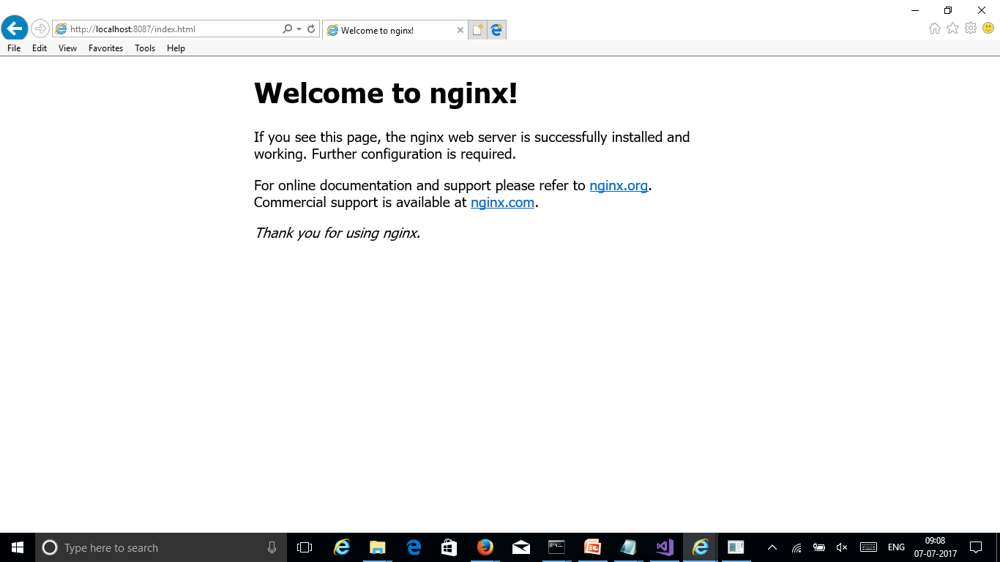 http://localhost:8087/index.html
Welcome to nginx!
File Edit View Favorites Tools Help
Welcome to nginx!
If you see this page, the nginx web server is successfully installed and
working. Further configuration is required.
For online documentation and support please refer to nginx.org.
Commercial support is available at nginx.com.
Thank you for using nginx.
Type here to search
ENG
09:08
07-07-2017